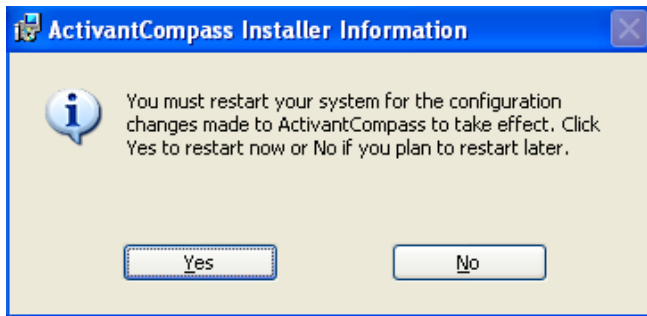 ActivantCompass Installer Information
You must restart your system for the configuration
changes made to ActivantCompass to take effect. Click
Yes to restart now or No if you plan to restart later.
Yes
No